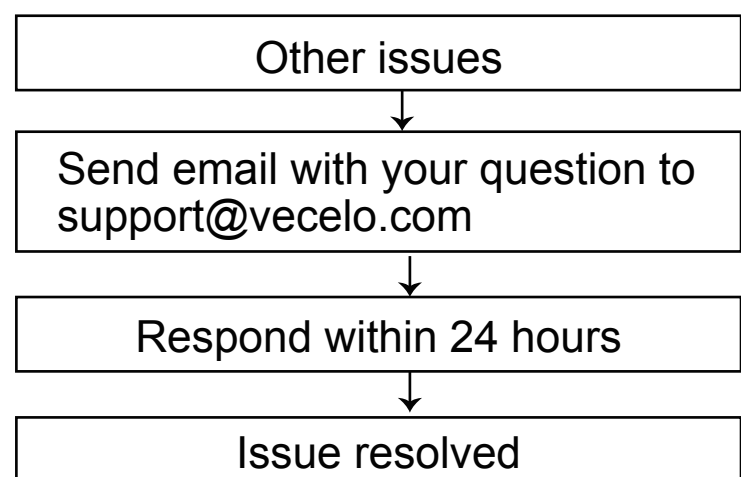 Other issues
Send email with your question to
support@vecelo.com
Respond within 24 hours
Issue resolved